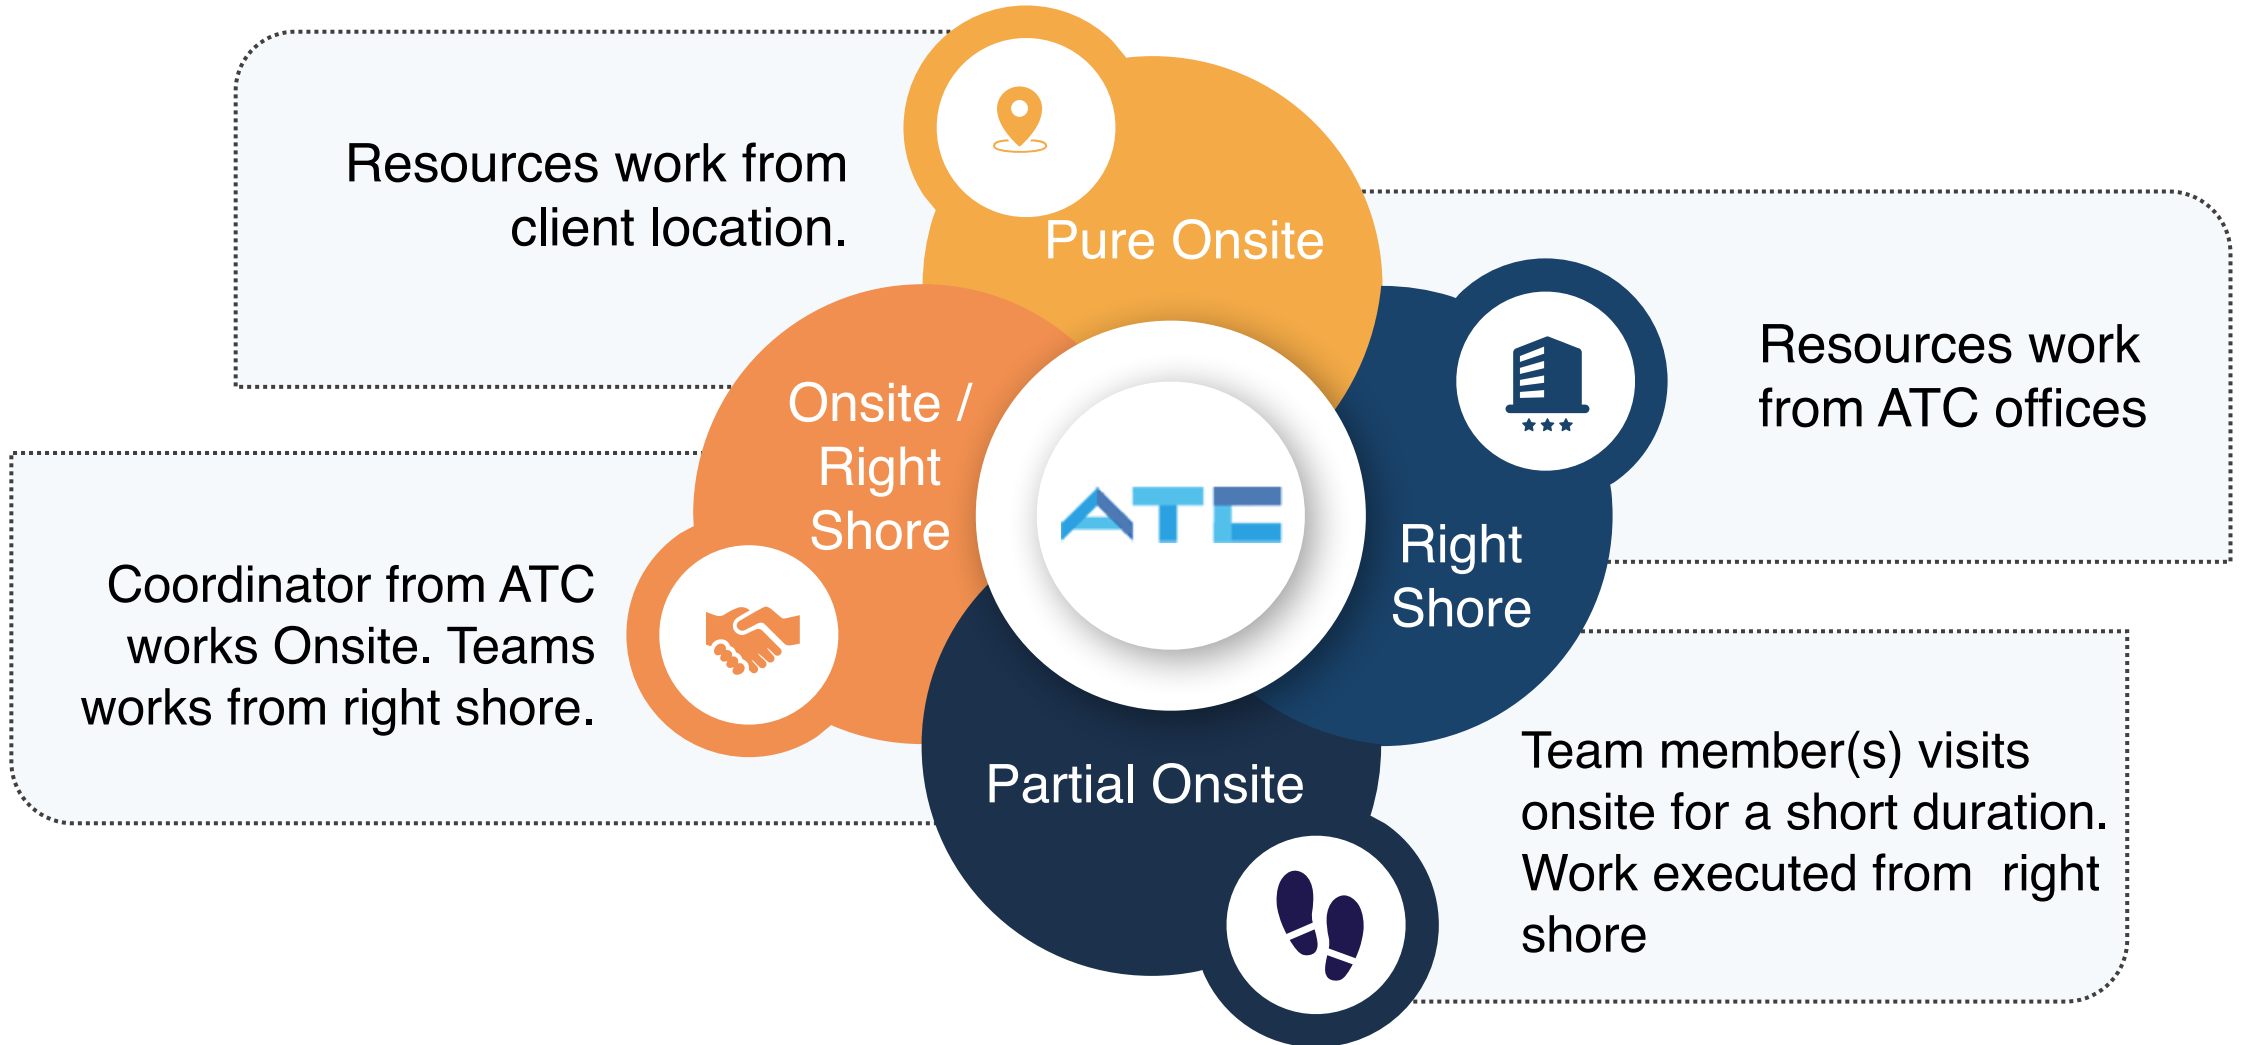 Resources work from
client location.
Pure Onsite
Resources work
from ATC offices
Onsite /
Right
Shore
ATC
Right
Shore
Coordinator from ATC
works Onsite. Teams
works from right shore.
Partial Onsite
Team member(s) visits
onsite for a short duration.
Work executed from  right
shore